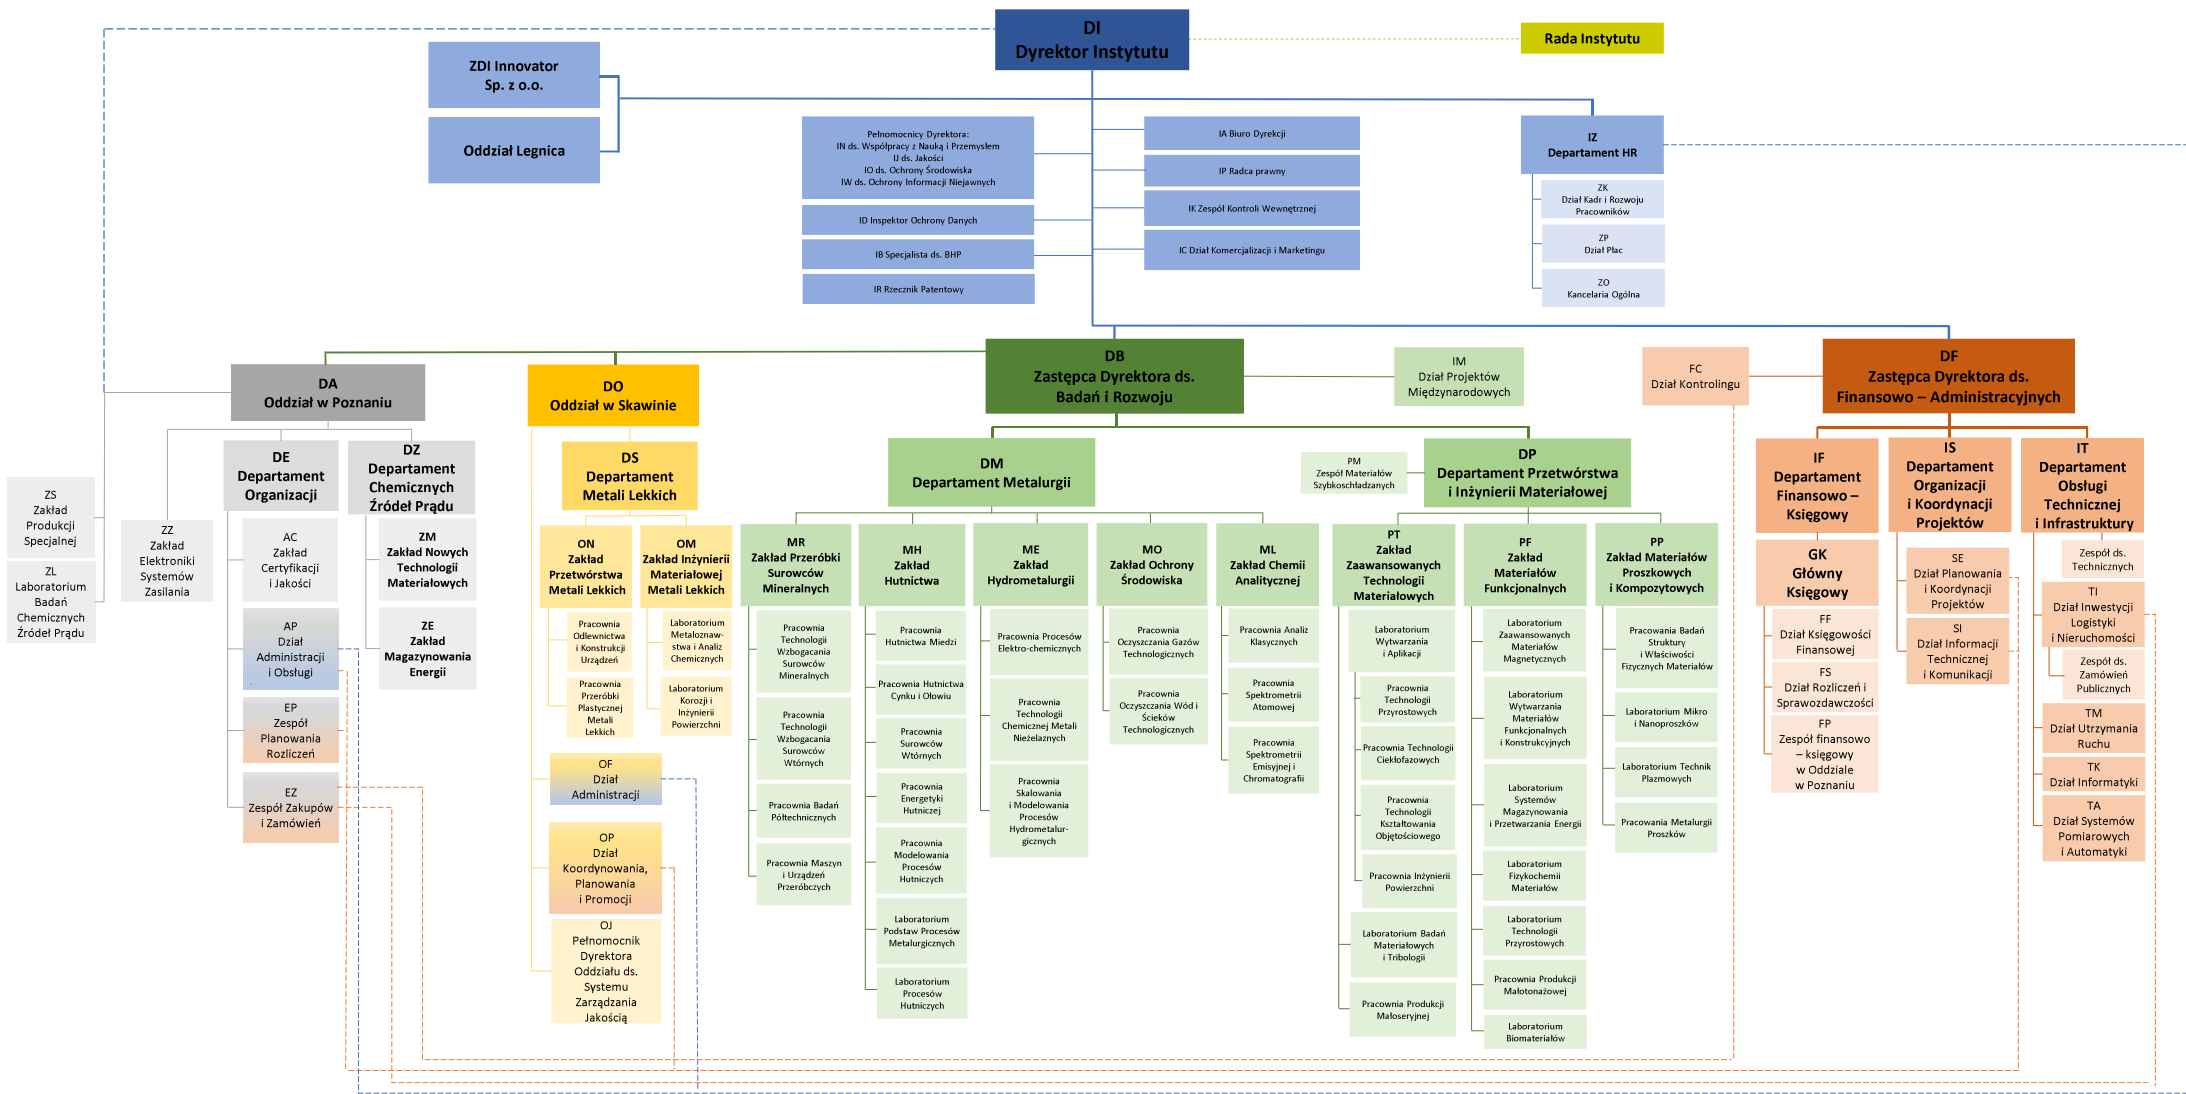 DI
Dyrektor Instytutu
Rada Instytutu
ZDI Innovator
Sp. z o.o.
Oddział Legnica
Pełnomocnicy Dyrektora:
IN ds. Współpracy z Nauką i Przemysłem
IJ ds. Jakości
IO ds. Ochrony Środowiska
IW ds. Ochrony Informacji Niejawnych
ID Inspektor Ochrony Danych
IB Specjalista ds. BHP
IR Rzecznik Patentowy
IA Biuro Dyrekcji
IP Radca prawny
IK Zespół Kontroli Wewnętrznej
IC Dział Komercjalizacji i Marketingu
IZ
Departament HR
ZK
Dział Kadr i Rozwoju
Pracowników
ZP
Dział Płac
ZO
Kancelaria Ogólna
DA
Oddział w Poznaniu
DO
Oddział w Skawinie
DB
Zastępca Dyrektora ds.
Badań i Rozwoju
IM
Dział Projektów
Międzynarodowych
FC
Dział Kontrolingu
DF
Zastępca Dyrektora ds.
Finansowo – Administracyjnych
ZS
Zakład
Produkcji
Specjalnej
ZL
Laboratorium
Badań
Chemicznych
Źródeł Prądu
ZZ
Zakład
Elektroniki
Systemów
Zasilania
DE
Departament
Organizacji
AC
Zakład
Certyfikacji
i Jakości
AP
Dział
Administracji
i Obsługi
EP
Zespół
Planowania
Rozliczeń
EZ
Zespół Zakupów
i Zamówień
DZ
Departament
Chemicznych
Źródeł Prądu
ZM
Zakład Nowych
Technologii
Materiałowych
ZE
Zakład
Magazynowania
Energii
DS
Departament
Metali Lekkich
ON
Zakład
Przetwórstwa
Metali Lekkich
Pracownia
Odlewnictwa
i Konstrukcji
Urządzeń
Pracownia
Przeróbki
Plastycznej
Metali
Lekkich
OM
Zakład Inżynierii
Materiałowej
Metali Lekkich
Laboratorium
Metaloznaw-
stwa i Analiz
Chemicznych
Laboratorium
Korozji i
Inżynierii
Powierzchni
OF
Dział
Administracji
OP
Dział
Koordynowania,
Planowania
i Promocji
OJ
Pełnomocnik
Dyrektora
Oddziału ds.
Systemu
Zarządzania
Jakością
DM
Departament Metalurgii
MR
Zakład Przeróbki
Surowców
Mineralnych
Pracownia
Technologii
Wzbogacania
Surowców
Mineralnych
Pracownia
Technologii
Wzbogacania
Surowców
Wtórnych
Pracownia Badań
Półtechnicznych
Pracownia Maszyn
i Urządzeń
Przeróbczych
MH
Zakład
Hutnictwa
Pracownia
Hutnictwa Miedzi
Pracownia Hutnictwa
Cynku i Ołowiu
Pracownia
Surowców
Wtórnych
Pracownia
Energetyki
Hutniczej
Pracownia
Modelowania
Procesów
Hutniczych
Laboratorium
Podstaw Procesów
Metalurgicznych
Laboratorium
Procesów
Hutniczych
ME
Zakład
Hydrometalurgii
Pracownia Procesów
Elektro-chemicznych
Pracownia
Technologii
Chemicznej Metali
Nieżelaznych
Pracownia
Skalowania
i Modelowania
Procesów
Hydrometalur-
gicznych
MO
Zakład Ochrony
Środowiska
Pracownia
Oczyszczania Gazów
Technologicznych
Pracownia
Oczyszczania Wód i
Ścieków
Technologicznych
ML
Zakład Chemii
Analitycznej
Pracownia Analiz
Klasycznych
Pracownia
Spektrometrii
Atomowej
Pracownia
Spektrometrii
Emisyjnej i
Chromatografii
PM
Zespół Materiałów
Szybkoschładzanych
DP
Departament Przetwórstwa
i Inżynierii Materiałowej
PT
Zakład
Zaawansowanych
Technologii
Materiałowych
Laboratorium
Wytwarzania
i Aplikacji
Pracownia
Technologii
Przyrostowych
Pracownia Technologii
Ciekłofazowych
Pracownia
Technologii
Kształtowania
Objętościowego
Pracownia Inżynierii
Powierzchni
Laboratorium Badań
Materiałowych
i Tribologii
Pracownia Produkcji
Małoseryjnej
PF
Zakład
Materiałów
Funkcjonalnych
Laboratorium
Zaawansowanych
Materiałów
Magnetycznych
Laboratorium
Wytwarzania
Materiałów
Funkcjonalnych
i Konstrukcyjnych
Laboratorium
Systemów
Magazynowania
i Przetwarzania Energii
Laboratorium
Fizykochemii
Materiałów
Laboratorium
Technologii
Przyrostowych
Pracownia Produkcji
Małotonażowej
Laboratorium
Biomateriałów
PP
Zakład Materiałów
Proszkowych
i Kompozytowych
Pracowania Badań
Struktury
i Właściwości
Fizycznych Materiałów
Laboratorium Mikro
i Nanoproszków
Laboratorium Technik
Plazmowych
Pracowania Metalurgii
Proszków
IF
Departament
Finansowo –
Księgowy
GK
Główny
Księgowy
FF
Dział Księgowości
Finansowej
FS
Dział Rozliczeń i
Sprawozdawczości
FP
Zespół finansowo
– księgowy
w Oddziale
w Poznaniu
IS
Departament
Organizacji
i Koordynacji
Projektów
SE
Dział Planowania
i Koordynacji
Projektów
SI
Dział Informacji
Technicznej
i Komunikacji
IT
Departament
Obsługi
Technicznej
i Infrastruktury
Zespół ds.
Technicznych
TI
Dział Inwestycji
Logistyki
i Nieruchomości
Zespół ds.
Zamówień
Publicznych
TM
Dział Utrzymania
Ruchu
TK
Dział Informatyki
TA
Dział Systemów
Pomiarowych
i Automatyki